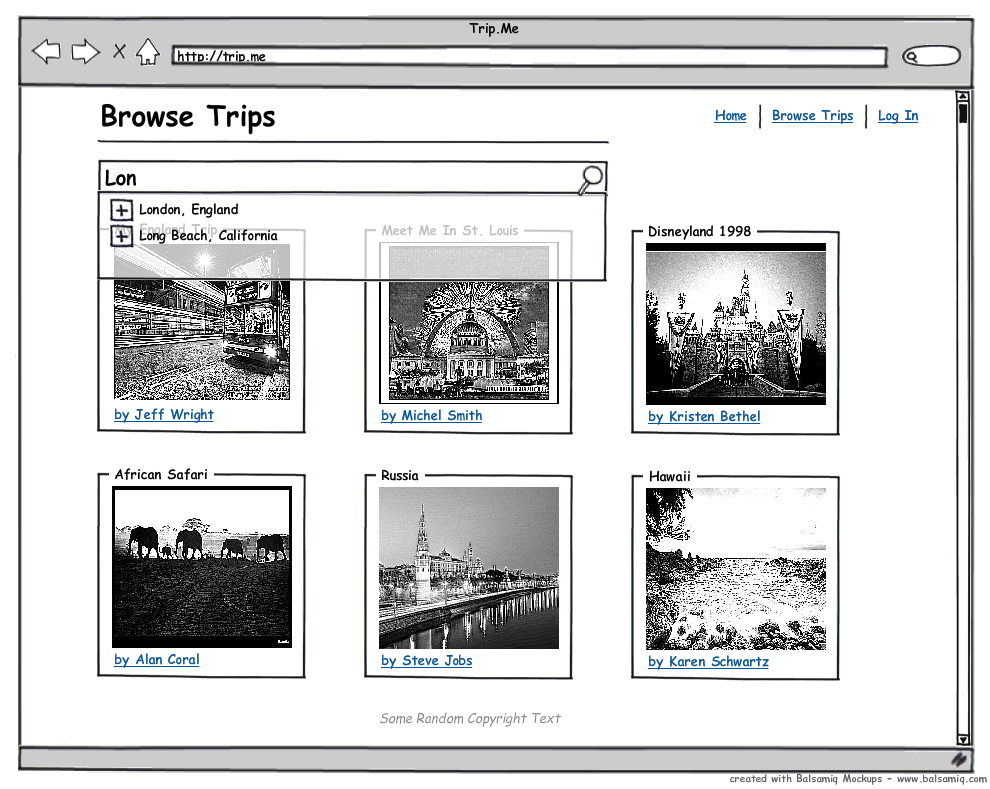 Trip.Me
http://trip.me
Browse Trips
Home
Browse Trips
Log In
Lon
London, England
Long Beach, California
England Trip
Meet Me In St. Louis
Disneyland 1998
by Jeff Wright
by Michel Smith
by Kristen Bethel
African Safari
Russia
Hawaii
by Alan Coral
by Steve Jobs
by Karen Schwartz
Some Random Copyright Text
created with Balsamiq Mockups - www.balsamiq.com